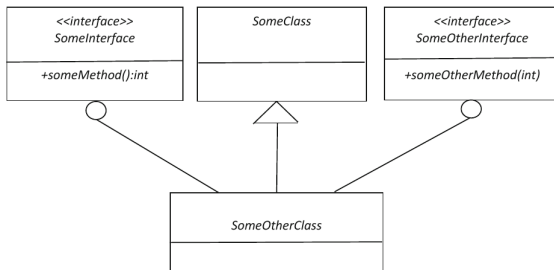 <<interface>>
SomeInterface
+someMethod():int
SomeClass
<<interface>>
SomeOtherInterface
+someOtherMethod(int)
SomeOtherClass